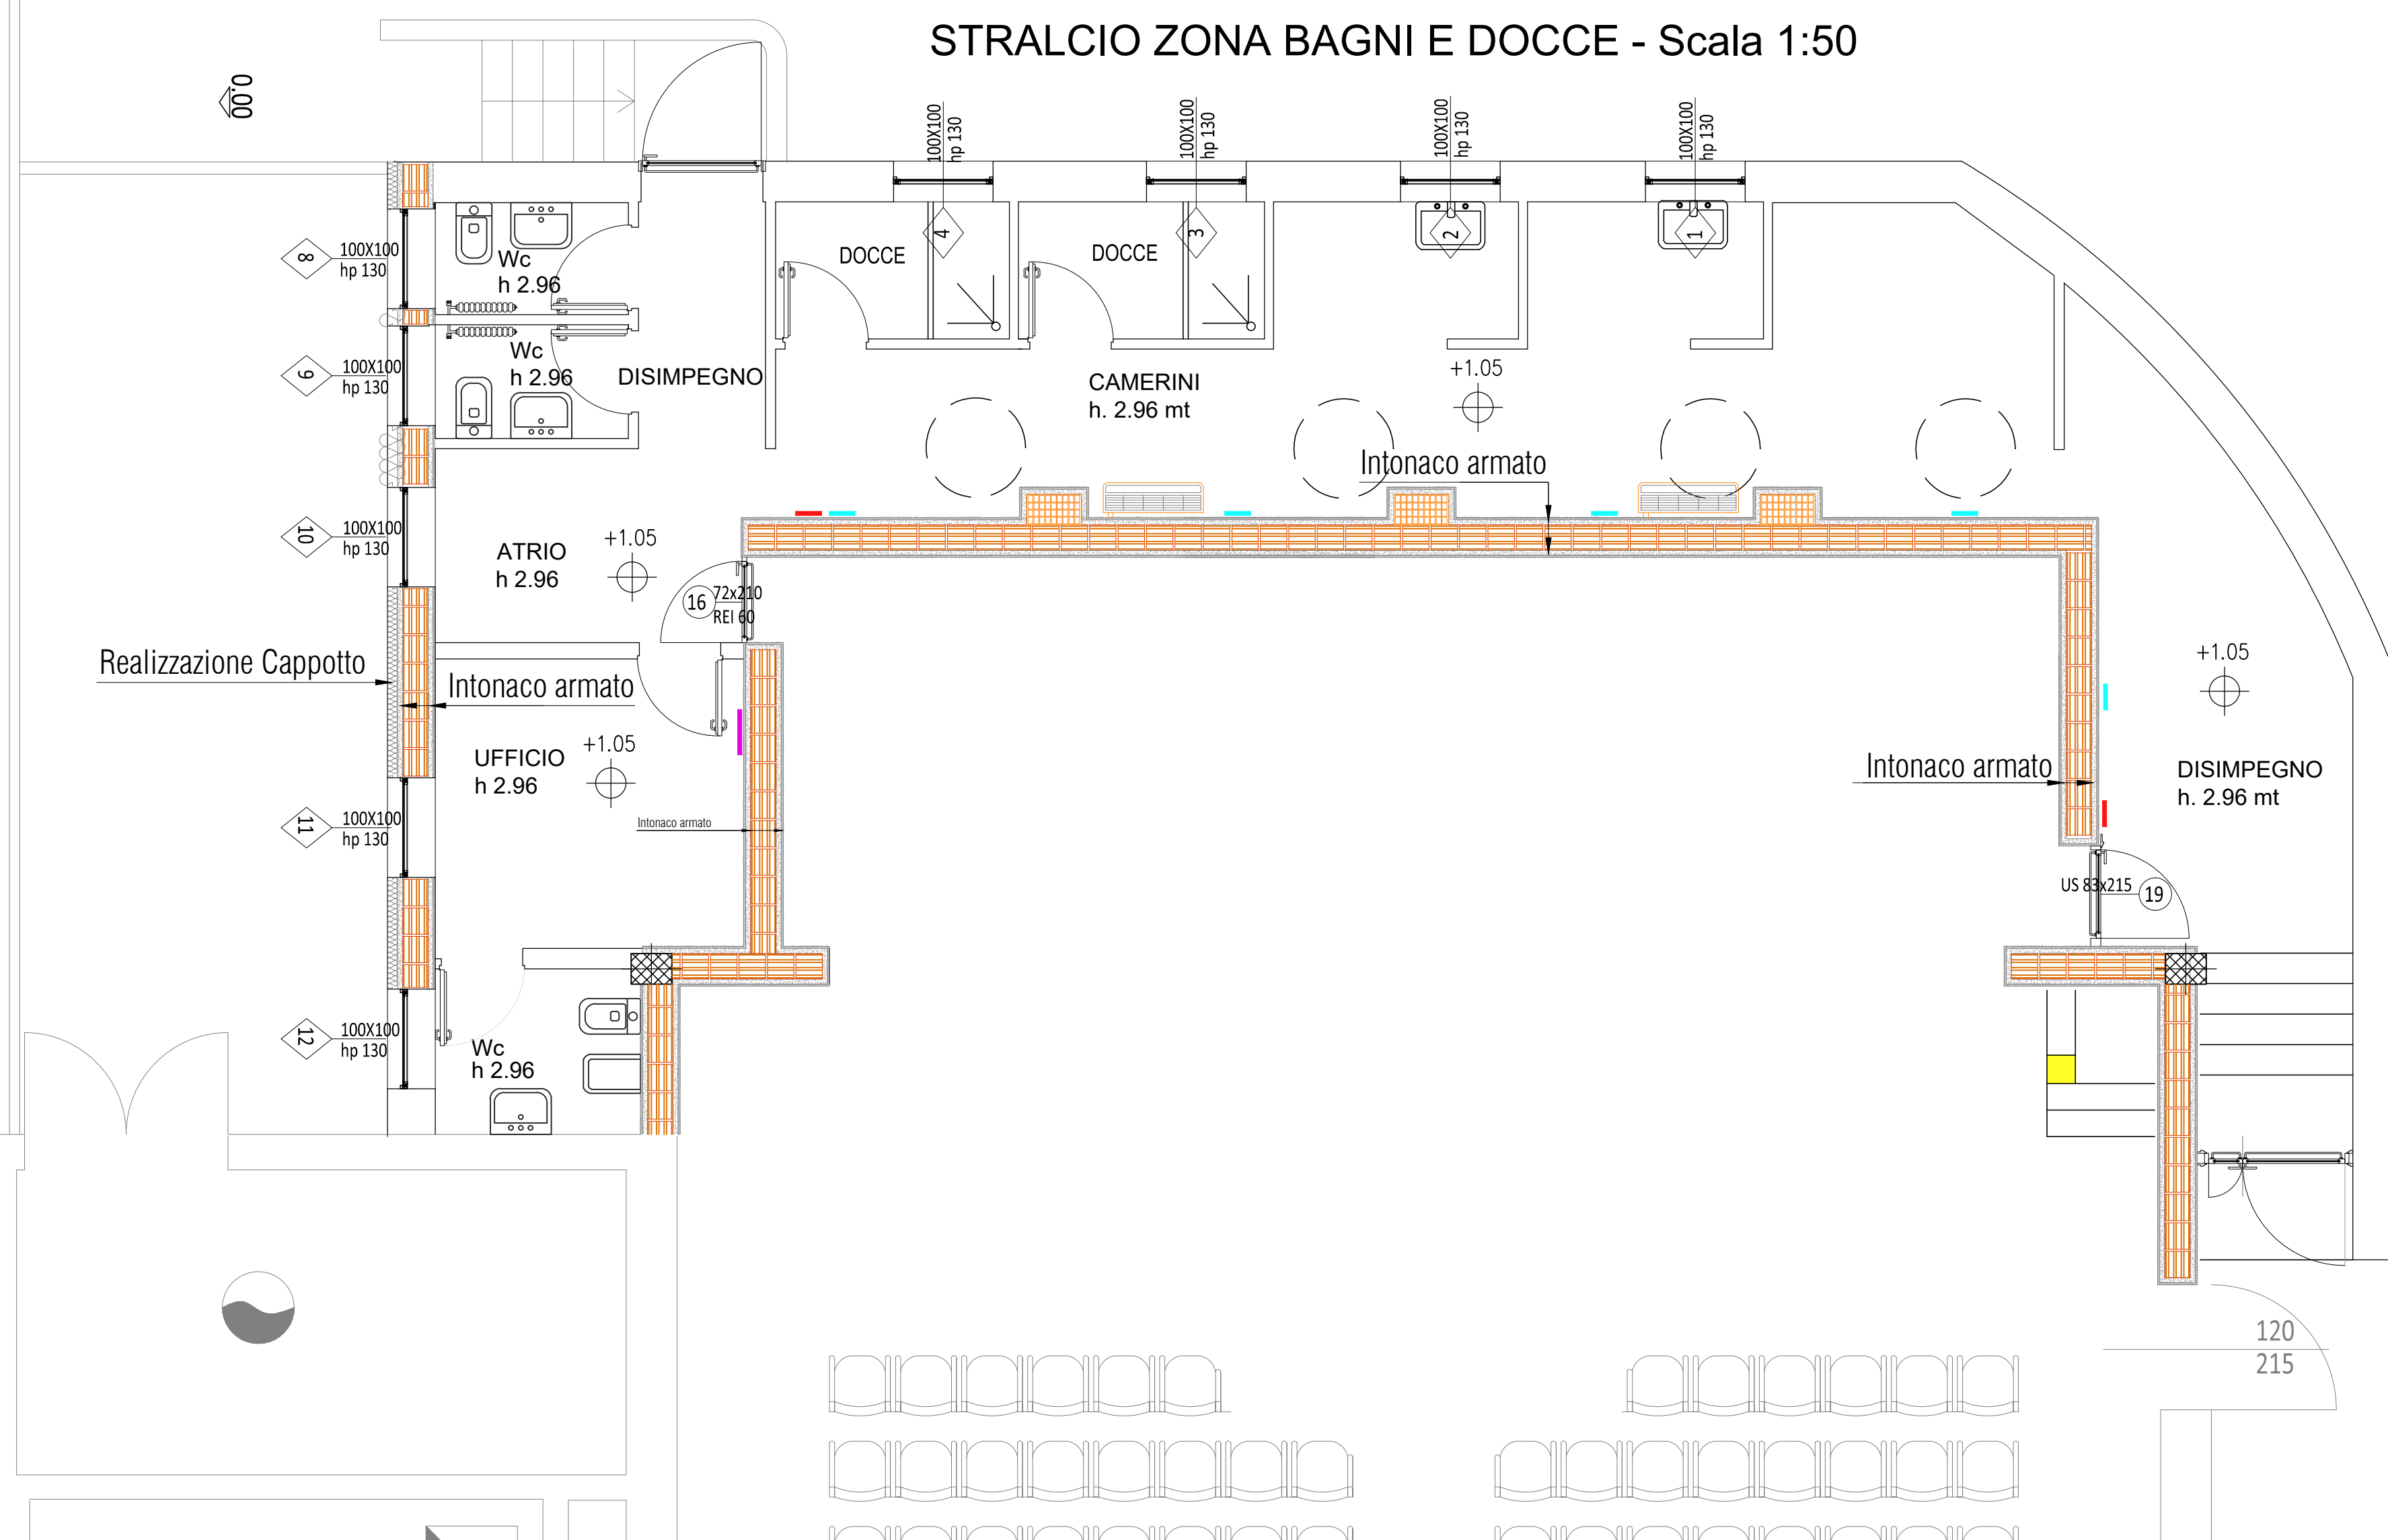 STRALCIO ZONA BAGNI E DOCCE - Scala 1:50
0.00
100X100
hp 130
100X100
hp 130
100X100
hp 130
100X100
hp 130
4
3
2
1
DOCCE
DOCCE
8
100X100
hp 130
Wc
h 2.96
9
100X100
hp 130
Wc
h 2.96
DISIMPEGNO
CAMERINI
h. 2.96 mt
+1.05
Intonaco armato
10
100X100
hp 130
ATRIO
h 2.96
+1.05
16
72x210
REI 60
Realizzazione Cappotto
Intonaco armato
UFFICIO
h 2.96
+1.05
Intonaco armato
11
100X100
hp 130
+1.05
Intonaco armato
DISIMPEGNO
h. 2.96 mt
US 83x215
19
12
100X100
hp 130
Wc
h 2.96
120
215